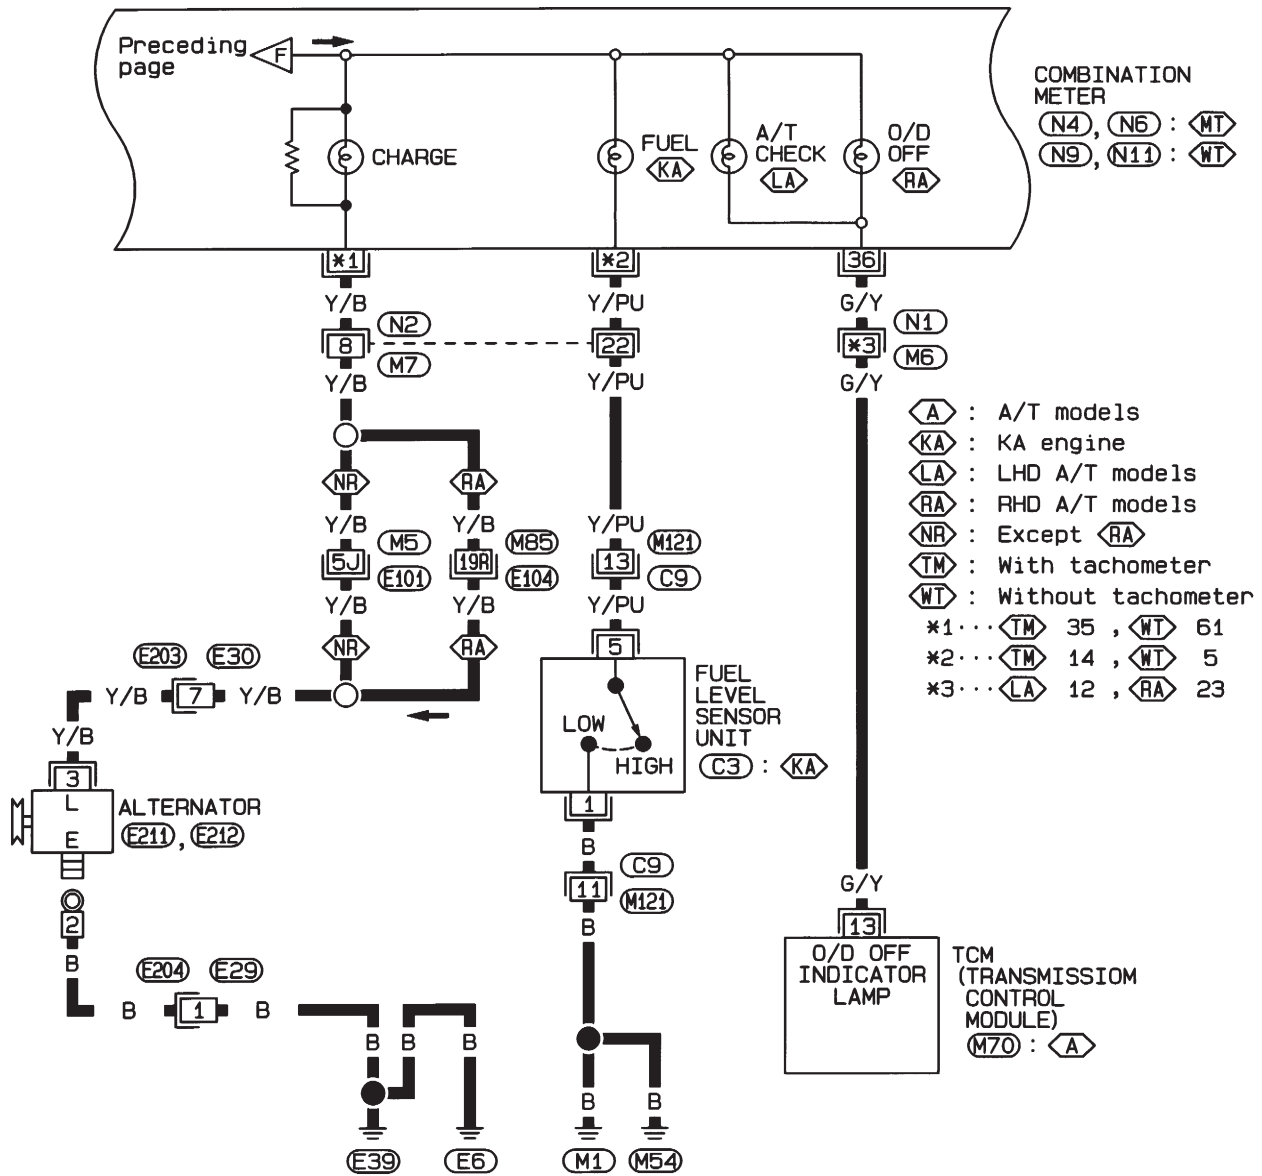 Preceding
page
F
CHARGE
FUEL
KA
A/T
CHECK
LA
O/D
OFF
RA
COMBINATION
METER
N4, N6 : MT
N9, N11 : WT
*1
*2
36
Y/B
Y/PU
G/Y
N2
N1
8
22
*3
M7
M6
Y/B
Y/PU
G/Y
A : A/T models
KA : KA engine
LA : LHD A/T models
RA : RHD A/T models
NR : Except RA
TM : With tachometer
WT : Without tachometer
*1··· TM 35 , WT 61
*2··· TM 14 , WT 5
*3··· LA 12 , RA 23
NR
RA
Y/B
Y/B
Y/PU
M5
M85
M121
5J
19R
13
E101
E104
C9
Y/B
Y/B
Y/PU
NR
RA
5
E203
E30
Y/B
7
Y/B
Y/B
3
L
E
ALTERNATOR
E211, E212
2
B
E204
E29
B
1
B
B
B
B
E39
E6
FUEL
LEVEL
SENSOR
UNIT
C3 : KA
LOW
HIGH
1
B
C9
11
M121
B
B
B
M1
M54
G/Y
13
O/D OFF
INDICATOR
LAMP
TCM
(TRANSMISSIOM
CONTROL
MODULE)
M70 : A